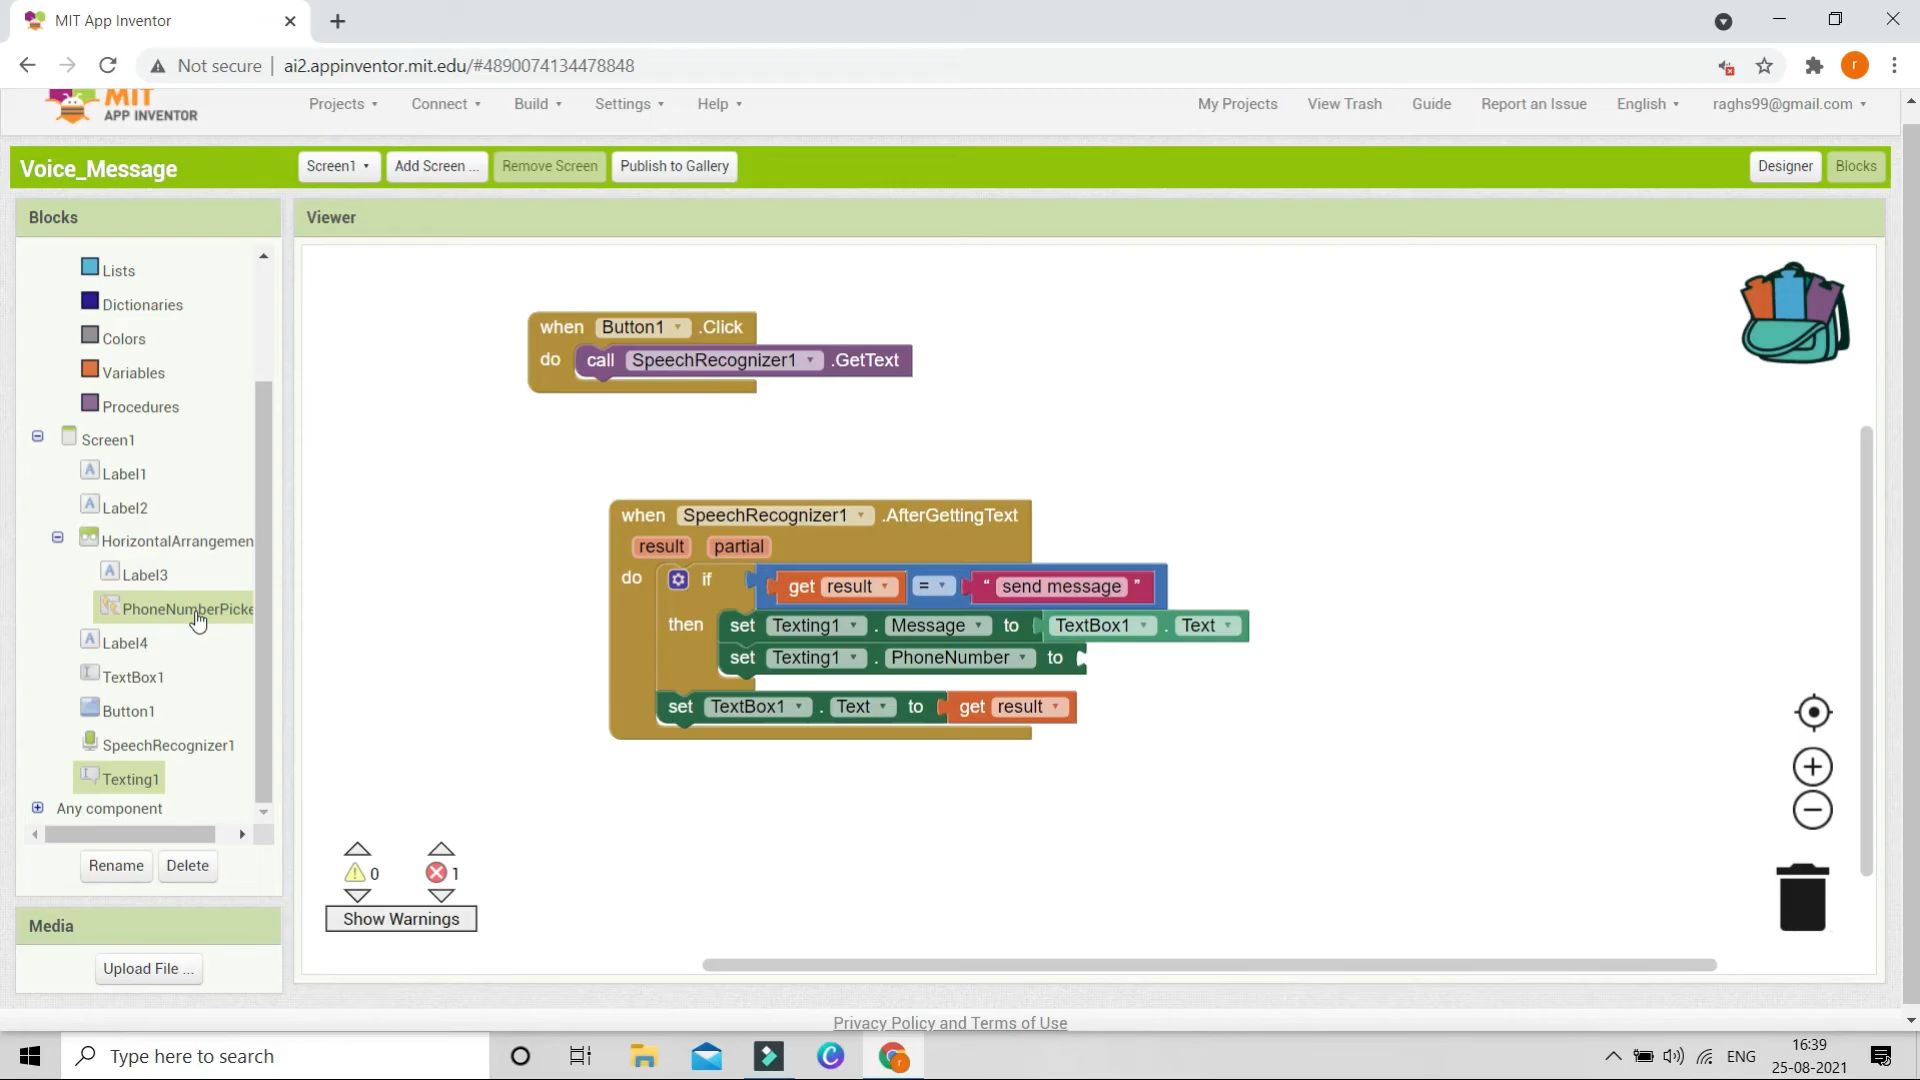 MIT App Inventor
Not secure
ai2.appinventor.mit.edu/#4890074134478848
r
MIT
APP INVENTOR
Projects
Connect
Build
Settings
Help
My Projects
View Trash
Guide
Report an Issue
English
raghs99@gmail.com
Voice_Message
Screen1
Add Screen ...
Remove Screen
Publish to Gallery
Designer
Blocks
Blocks
Viewer
Lists
Dictionaries
Colors
Variables
Procedures
Screen1
Label1
Label2
HorizontalArrangemen
Label3
PhoneNumberPicke
Label4
TextBox1
Button1
SpeechRecognizer1
Texting1
Any component
Rename
Delete
Media
Upload File ...
when Button1 .Click
do call SpeechRecognizer1 .GetText
when SpeechRecognizer1 .AfterGettingText
result partial
do if get result = " send message "
then set Texting1 . Message to TextBox1 . Text
set Texting1 . PhoneNumber to
set TextBox1 . Text to get result
0
1
Show Warnings
Privacy Policy and Terms of Use
Type here to search
ENG
16:39
25-08-2021